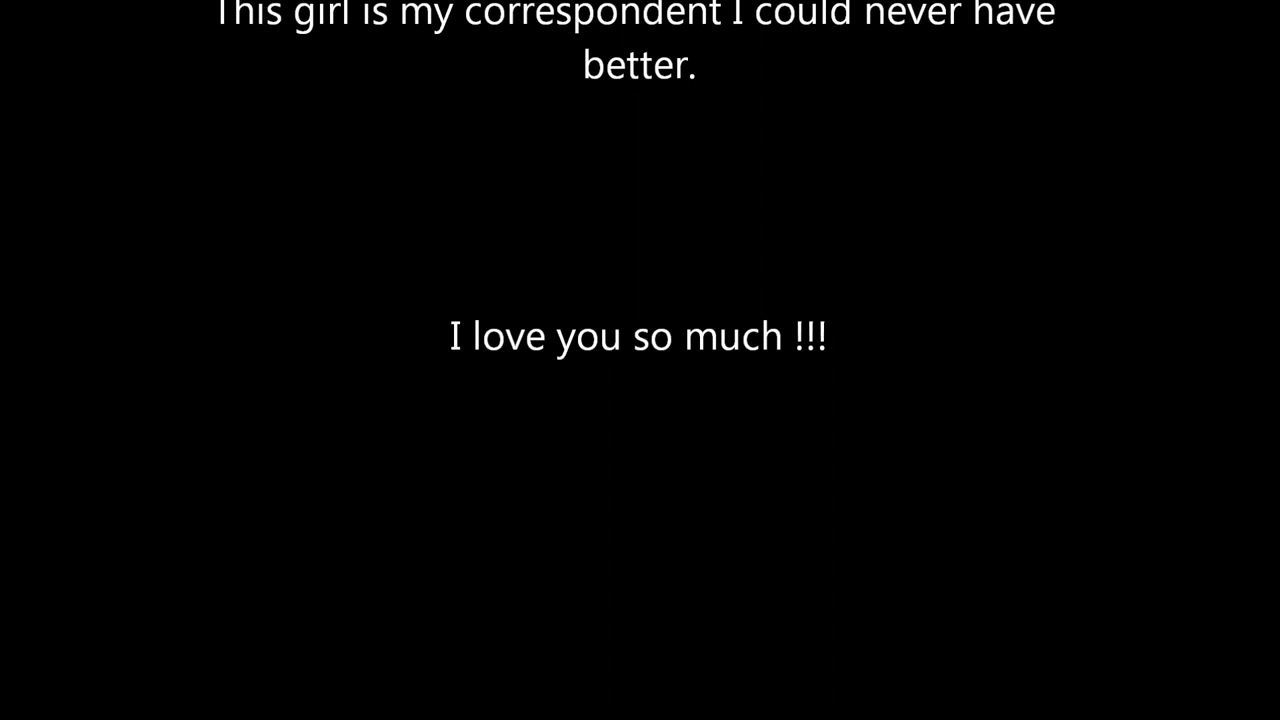 This girl is my correspondent I could never have
better.
I love you so much !!!